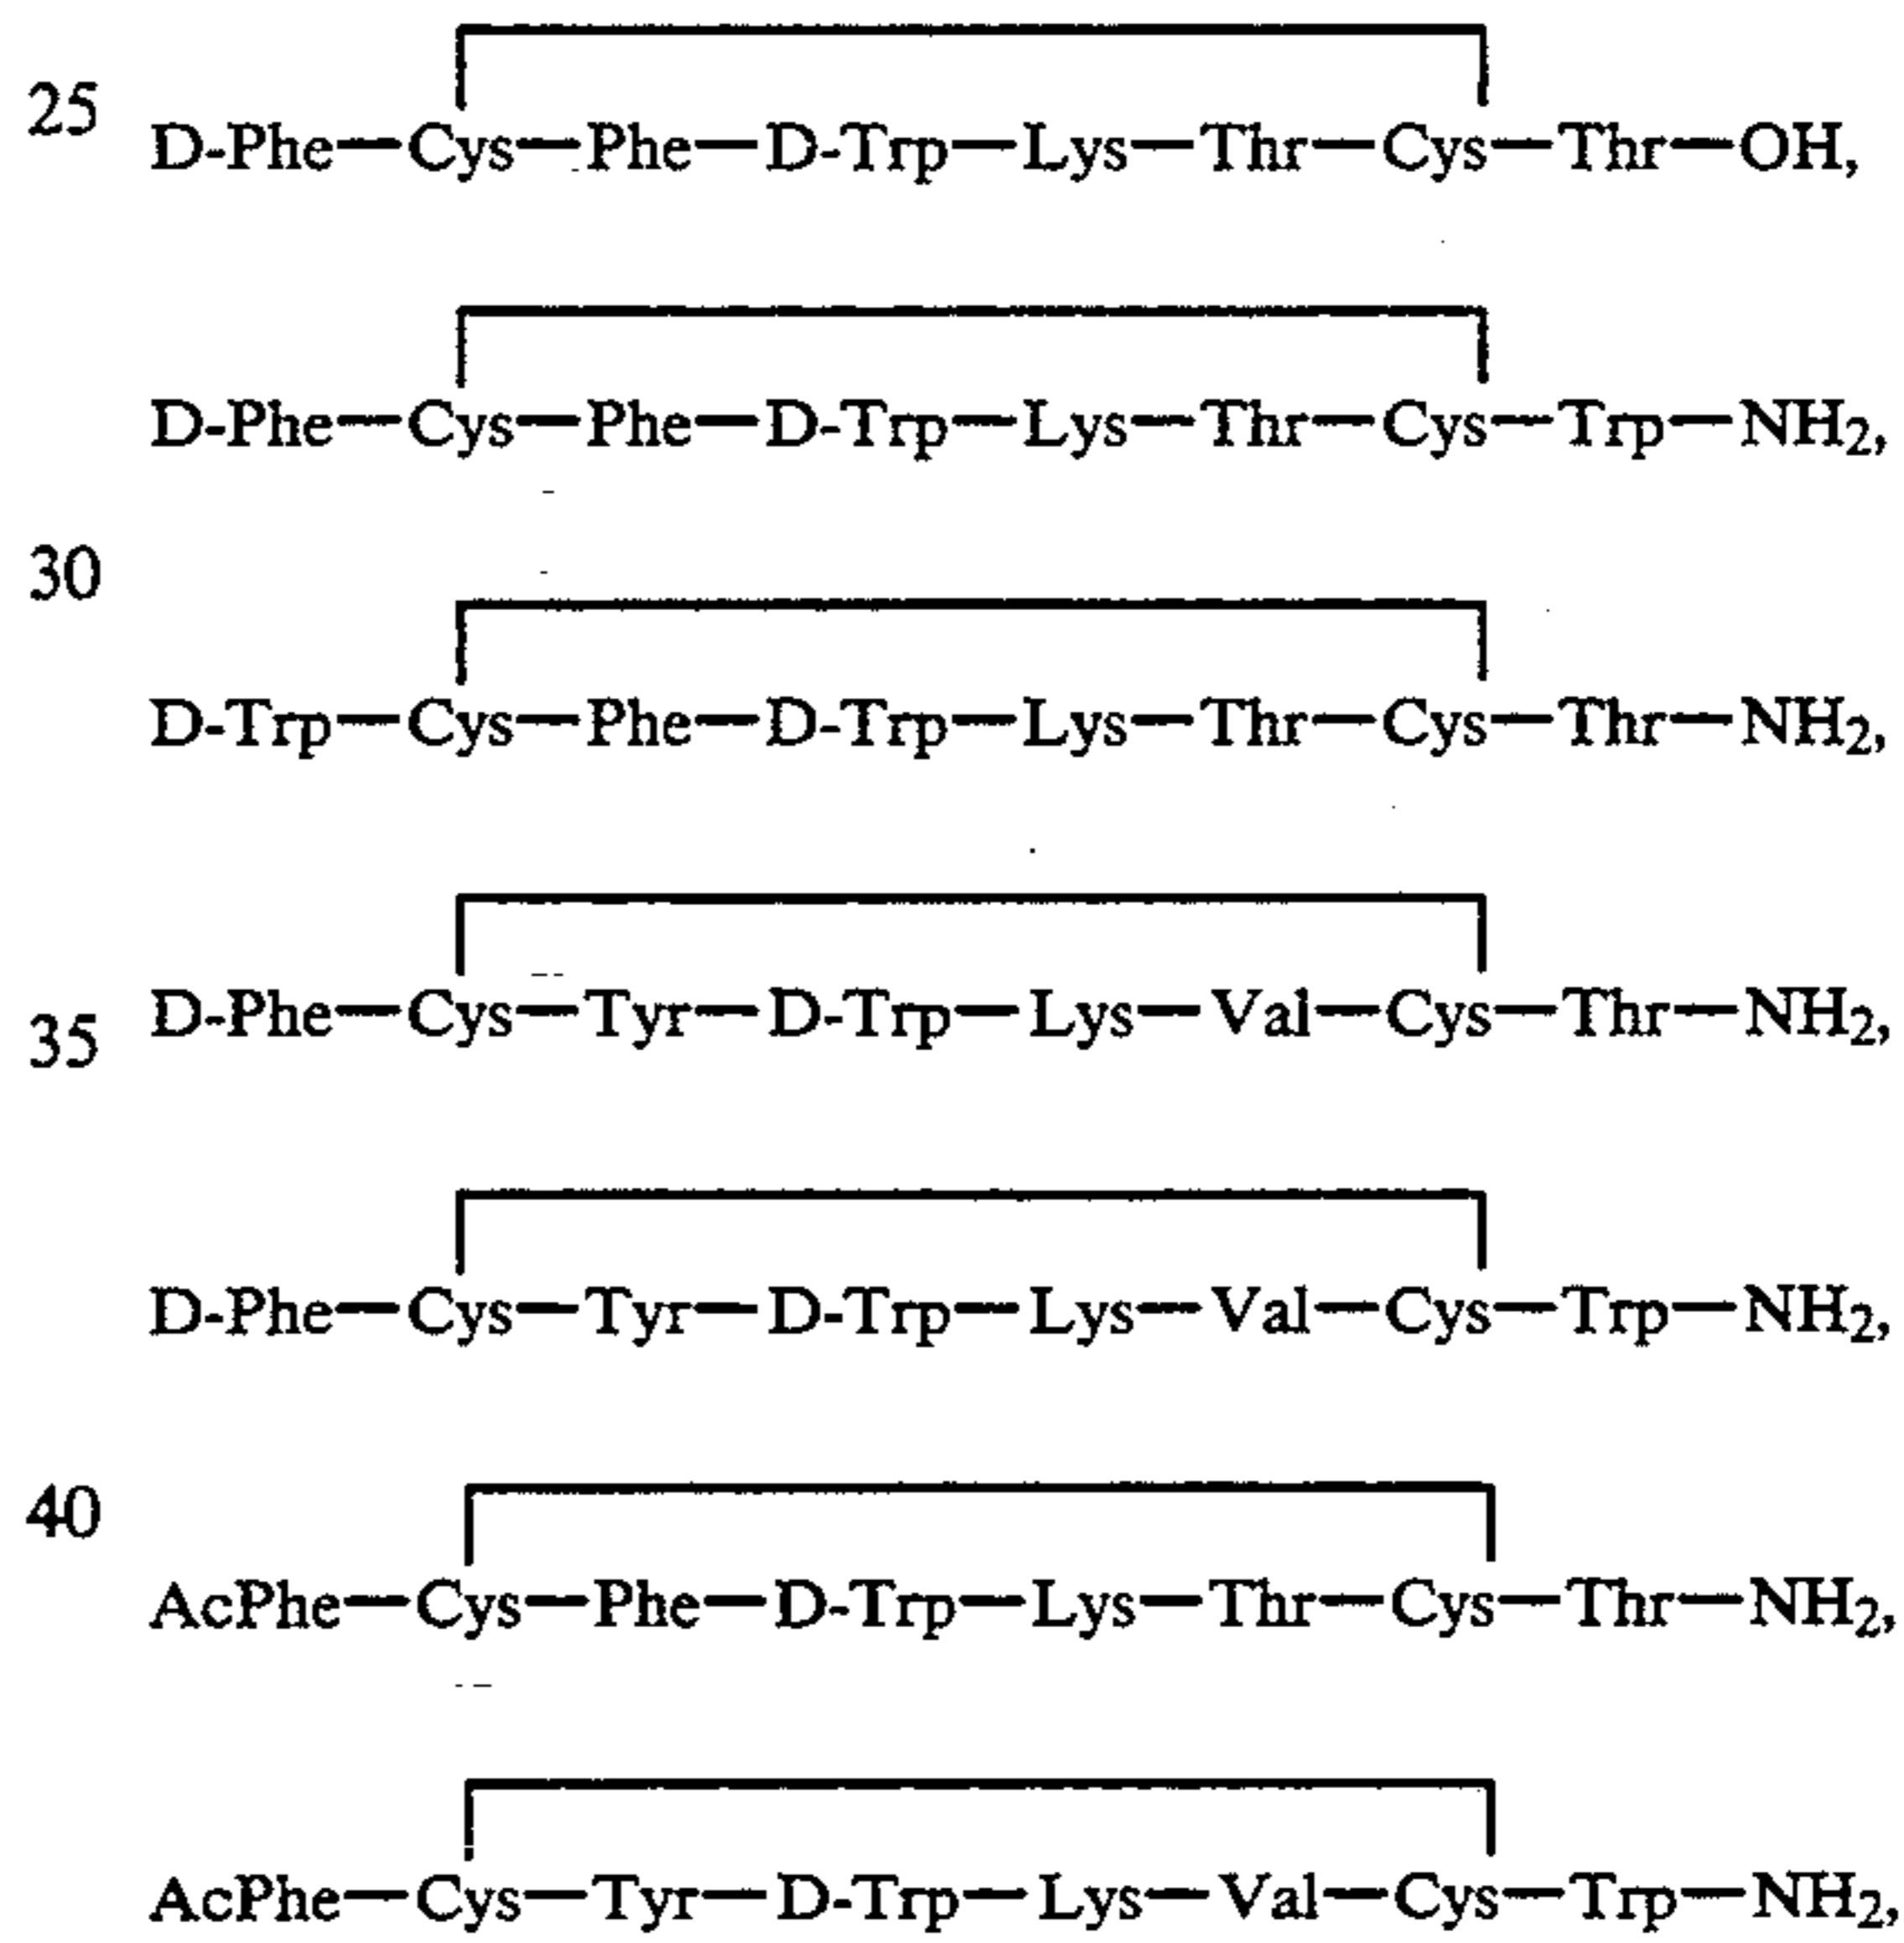 25
D-Phe—Cys—Phe—D-Trp—Lys—Thr—Cys—Thr—OH,
D-Phe—Cys—Phe—D-Trp—Lys—Thr—Cys—Trp—NH₂,
30
D-Trp—Cys—Phe—D-Trp—Lys—Thr—Cys—Thr—NH₂,
D-Phe—Cys—Tyr—D-Trp—Lys—Val—Cys—Thr—NH₂,
35
D-Phe—Cys—Tyr—D-Trp—Lys—Val—Cys—Trp—NH₂,
40
AcPhe—Cys—Phe—D-Trp—Lys—Thr—Cys—Thr—NH₂,
AcPhe—Cys—Tyr—D-Trp—Lys—Val—Cys—Trp—NH₂,